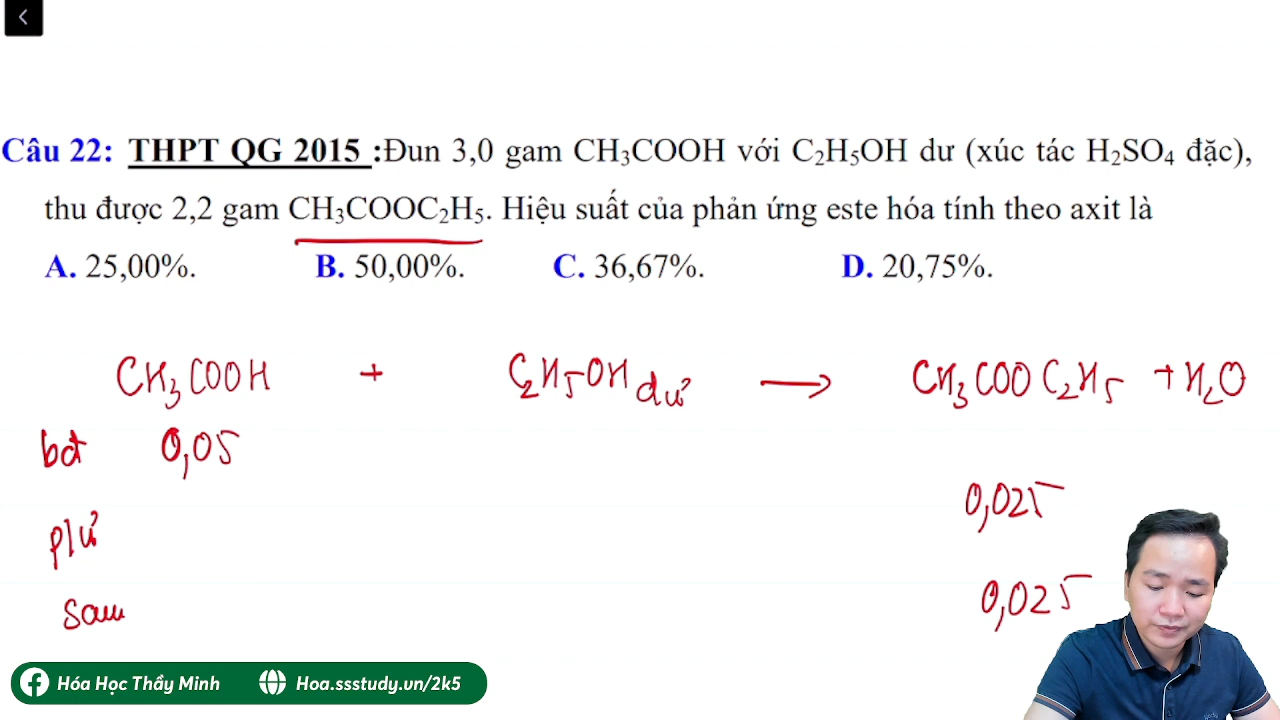 Câu 22: THPT QG 2015 :Đun 3,0 gam CH₃COOH với C₂H₅OH dư (xúc tác H₂SO₄ đặc),
thu được 2,2 gam CH₃COOC₂H₅. Hiệu suất của phản ứng este hóa tính theo axit là
A. 25,00%. B. 50,00%. C. 36,67%. D. 20,75%.
CH₃COOH + C₂H₅OH dư → CH₃COOC₂H₅ + H₂O
bđ 0,05
0,025
p/ư
sau 0,025
Hóa Học Thầy Minh Hoa.ssstudy.vn/2k5